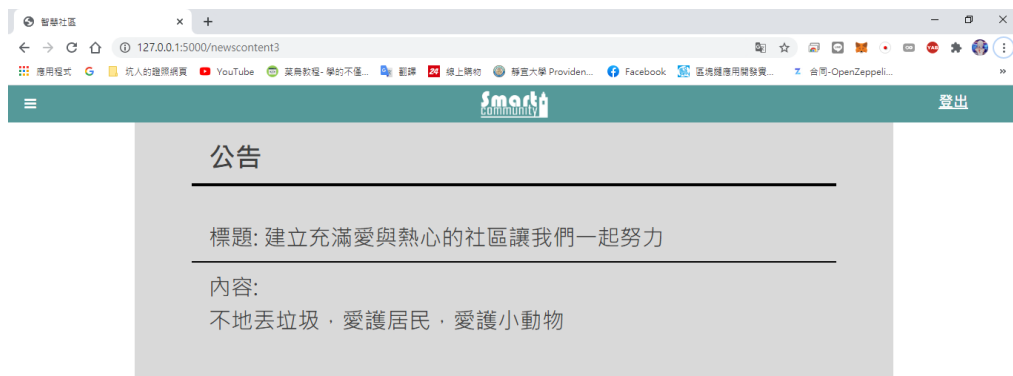 智慧社區
127.0.0.1:5000/newscontent3
應用程式 坑人的證照網頁 YouTube 菜鳥教程- 學的不僅... 翻譯 線上購物 靜宜大學 Providen... Facebook 區塊鏈應用開發實... 合同-OpenZeppeli...
Smart
community
登出
公告
標題: 建立充滿愛與熱心的社區讓我們一起努力
內容:
不地丟垃圾，愛護居民，愛護小動物